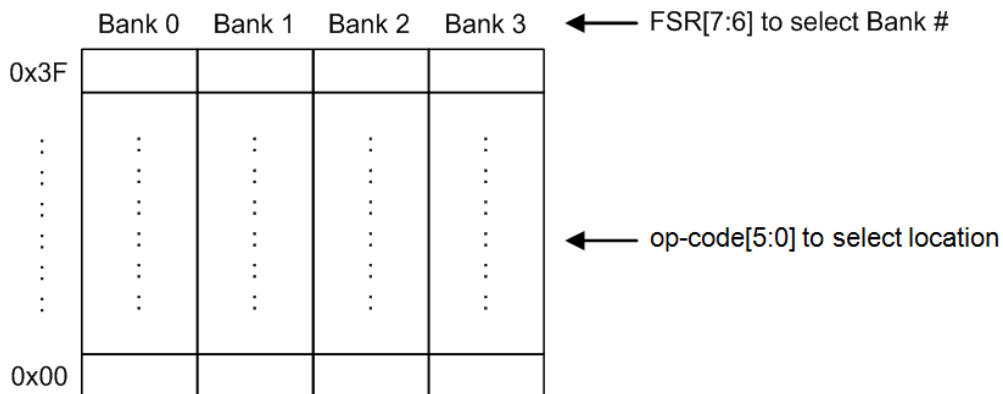 Bank 0 Bank 1 Bank 2 Bank 3 FSR[7:6] to select Bank #
0x3F
op-code[5:0] to select location
0x00